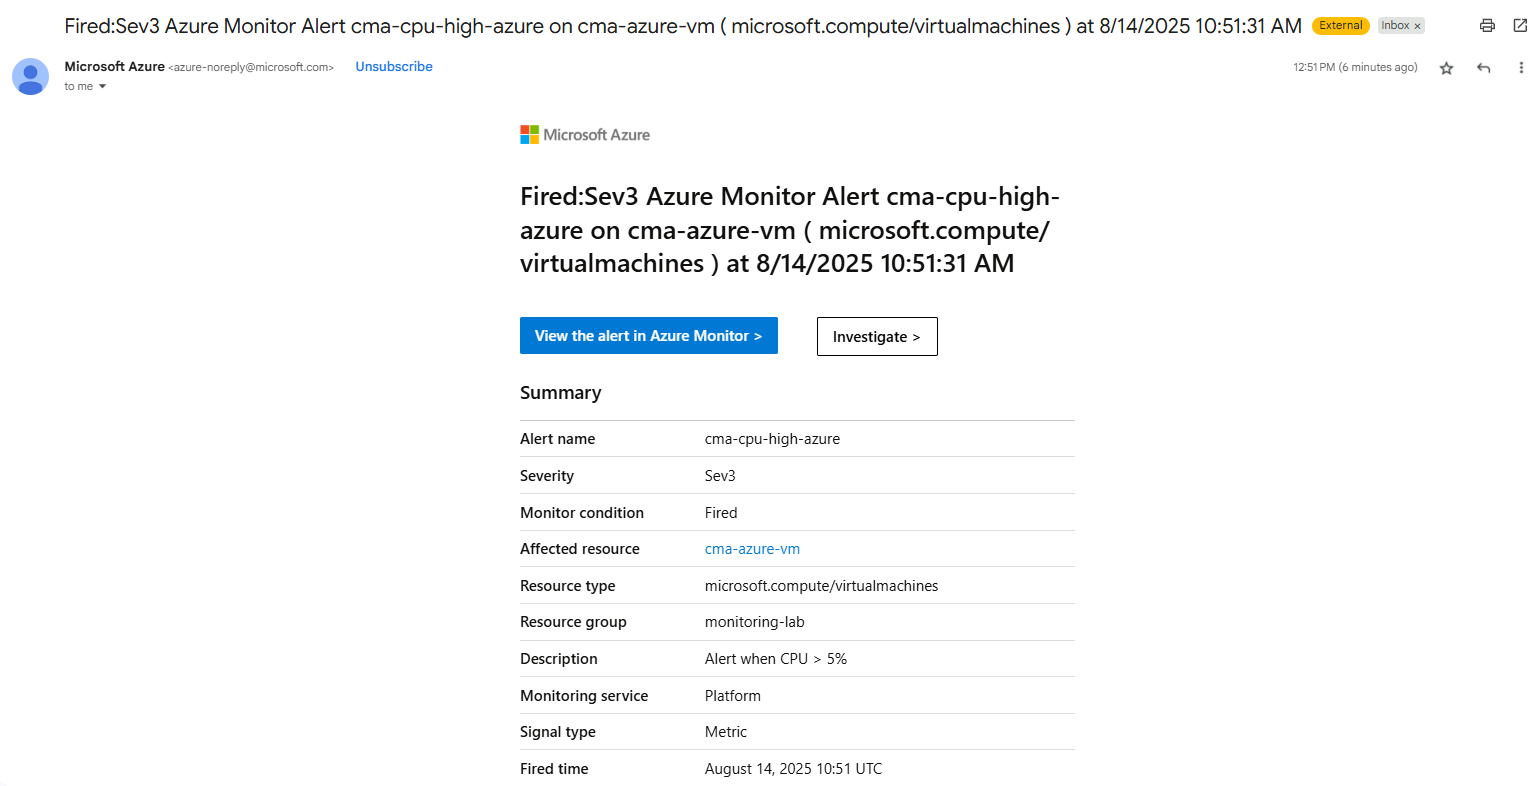 Fired:Sev3 Azure Monitor Alert cma-cpu-high-azure on cma-azure-vm ( microsoft.compute/virtualmachines ) at 8/14/2025 10:51:31 AM External Inbox ×
Microsoft Azure <azure-noreply@microsoft.com> Unsubscribe 12:51 PM (6 minutes ago)
to me
Microsoft Azure
Fired:Sev3 Azure Monitor Alert cma-cpu-high-
azure on cma-azure-vm ( microsoft.compute/
virtualmachines ) at 8/14/2025 10:51:31 AM
View the alert in Azure Monitor > Investigate >
Summary
Alert name cma-cpu-high-azure
Severity Sev3
Monitor condition Fired
Affected resource cma-azure-vm
Resource type microsoft.compute/virtualmachines
Resource group monitoring-lab
Description Alert when CPU > 5%
Monitoring service Platform
Signal type Metric
Fired time August 14, 2025 10:51 UTC